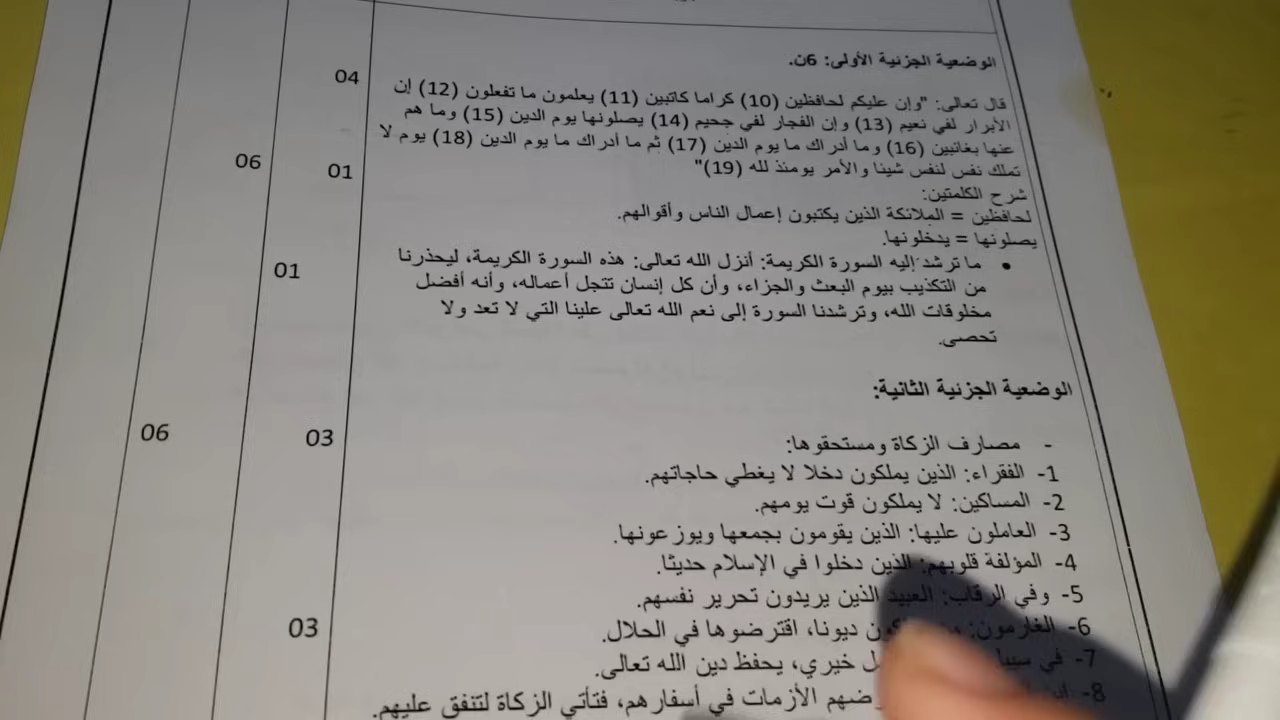 الوضعية الجزئية الأولى: 6ن.
04
قال تعالى: "وإن عليكم لحافظين (10) كراما كاتبين (11) يعلمون ما تفعلون (12) إن
الأبرار لفي نعيم (13) وإن الفجار لفي جحيم (14) يصلونها يوم الدين (15) وما هم
عنها بغائبين (16) وما أدراك ما يوم الدين (17) ثم ما أدراك ما يوم الدين (18) يوم لا
تملك نفس لنفس شيئا والأمر يومئذ لله (19)"
01
06
شرح الكلمتين:
لحافظين = الملائكة الذين يكتبون إعمال الناس وأقوالهم.
يصلونها = يدخلونها.
• ما ترشد إليه السورة الكريمة: أنزل الله تعالى: هذه السورة الكريمة، ليحذرنا
01
من التكذيب بيوم البعث والجزاء، وأن كل إنسان تتجل أعماله، وأنه أفضل
مخلوقات الله، وترشدنا السورة إلى نعم الله تعالى علينا التي لا تعد ولا
تحصى.
الوضعية الجزئية الثانية:
- مصارف الزكاة ومستحقوها:
03
06
1- الفقراء: الذين يملكون دخلا لا يغطي حاجاتهم.
2- المساكين: لا يملكون قوت يومهم.
3- العاملون عليها: الذين يقومون بجمعها ويوزعونها.
4- المؤلفة قلوبهم: الذين دخلوا في الإسلام حديثا.
5- وفي الرقاب: العبيد الذين يريدون تحرير نفسهم.
6- الغارمون: ديونا، اقترضوها في الحلال.
03
7- في خيري، يحفظ دين الله تعالى.
8- الأزمات في أسفارهم، فتأتي الزكاة لتنفق عليهم.